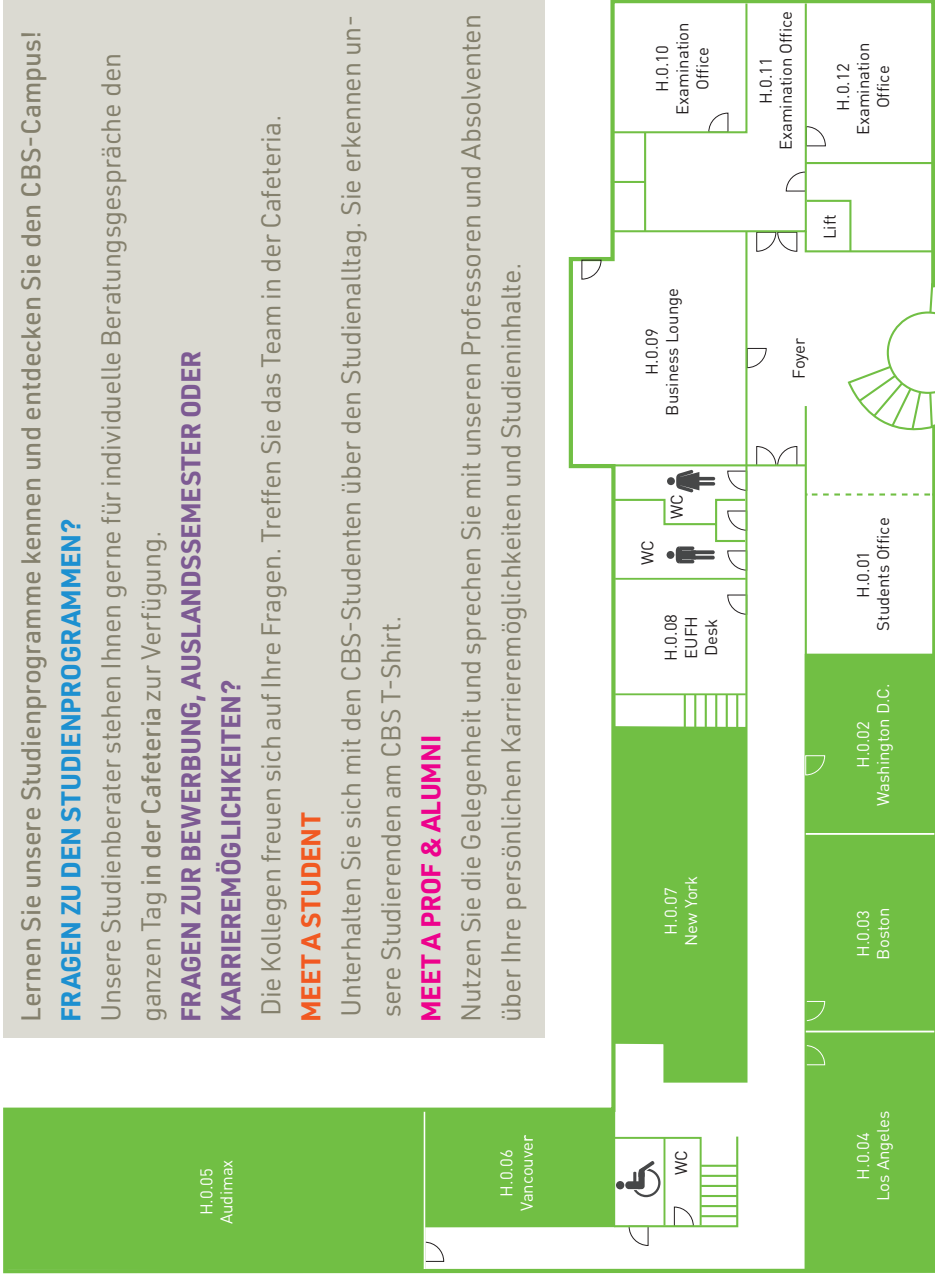 Lernen Sie unsere Studienprogramme kennen und entdecken Sie den CBS-Campus!
FRAGEN ZU DEN STUDIENPROGRAMMEN?
Unsere Studienberater stehen Ihnen gerne für individuelle Beratungsgespräche den
ganzen Tag in der Cafeteria zur Verfügung.
FRAGEN ZUR BEWERBUNG, AUSLANDSSEMESTER ODER
KARRIEREMÖGLICHKEITEN?
Die Kollegen freuen sich auf Ihre Fragen. Treffen Sie das Team in der Cafeteria.
MEET A STUDENT
Unterhalten Sie sich mit den CBS-Studenten über den Studienalltag. Sie erkennen un-
sere Studierenden am CBS T-Shirt.
MEET A PROF & ALUMNI
Nutzen Sie die Gelegenheit und sprechen Sie mit unseren Professoren und Absolventen
über Ihre persönlichen Karrieremöglichkeiten und Studieninhalte.
H.0.05
Audimax
H.0.06
Vancouver
WC
H.0.04
Los Angeles
H.0.07
New York
H.0.03
Boston
H.0.02
Washington D.C.
H.0.08
EUFH
Desk
WC
WC
H.0.01
Students Office
H.0.09
Business Lounge
Foyer
Lift
H.0.10
Examination
Office
H.0.11
Examination Office
H.0.12
Examination
Office